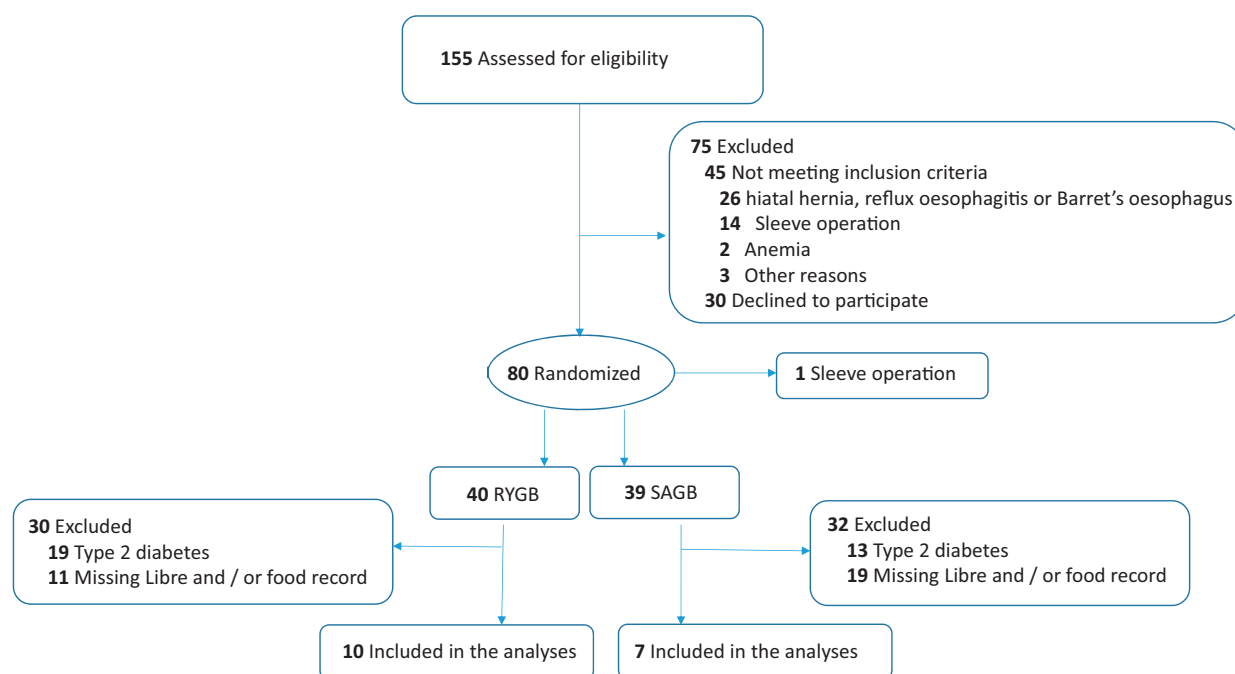 155 Assessed for eligibility
75 Excluded
45 Not meeting inclusion criteria
26 hiatal hernia, reflux oesophagitis or Barret’s oesophagus
14 Sleeve operation
2 Anemia
3 Other reasons
30 Declined to participate
80 Randomized
1 Sleeve operation
40 RYGB
39 SAGB
30 Excluded
19 Type 2 diabetes
11 Missing Libre and / or food record
32 Excluded
13 Type 2 diabetes
19 Missing Libre and / or food record
10 Included in the analyses
7 Included in the analyses